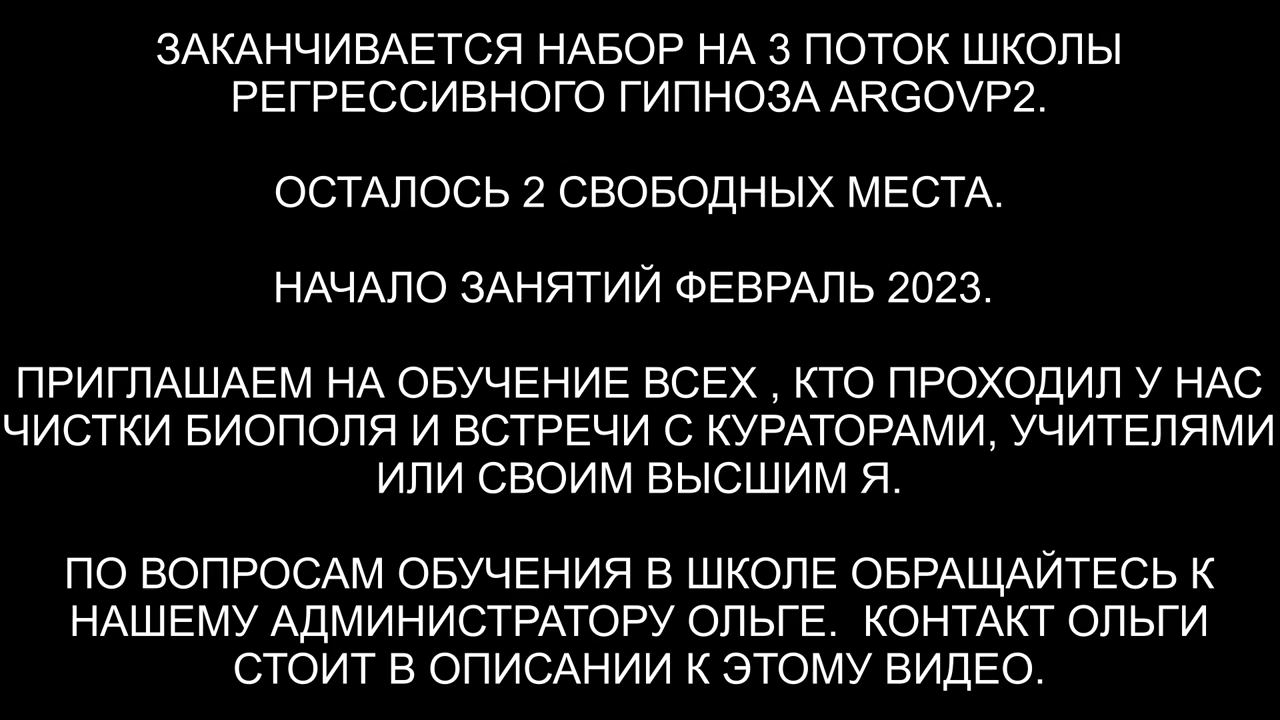 ЗАКАНЧИВАЕТСЯ НАБОР НА 3 ПОТОК ШКОЛЫ
РЕГРЕССИВНОГО ГИПНОЗА ARGOVP2.
ОСТАЛОСЬ 2 СВОБОДНЫХ МЕСТА.
НАЧАЛО ЗАНЯТИЙ ФЕВРАЛЬ 2023.
ПРИГЛАШАЕМ НА ОБУЧЕНИЕ ВСЕХ , КТО ПРОХОДИЛ У НАС
ЧИСТКИ БИОПОЛЯ И ВСТРЕЧИ С КУРАТОРАМИ, УЧИТЕЛЯМИ
ИЛИ СВОИМ ВЫСШИМ Я.
ПО ВОПРОСАМ ОБУЧЕНИЯ В ШКОЛЕ ОБРАЩАЙТЕСЬ К
НАШЕМУ АДМИНИСТРАТОРУ ОЛЬГЕ.  КОНТАКТ ОЛЬГИ
СТОИТ В ОПИСАНИИ К ЭТОМУ ВИДЕО.